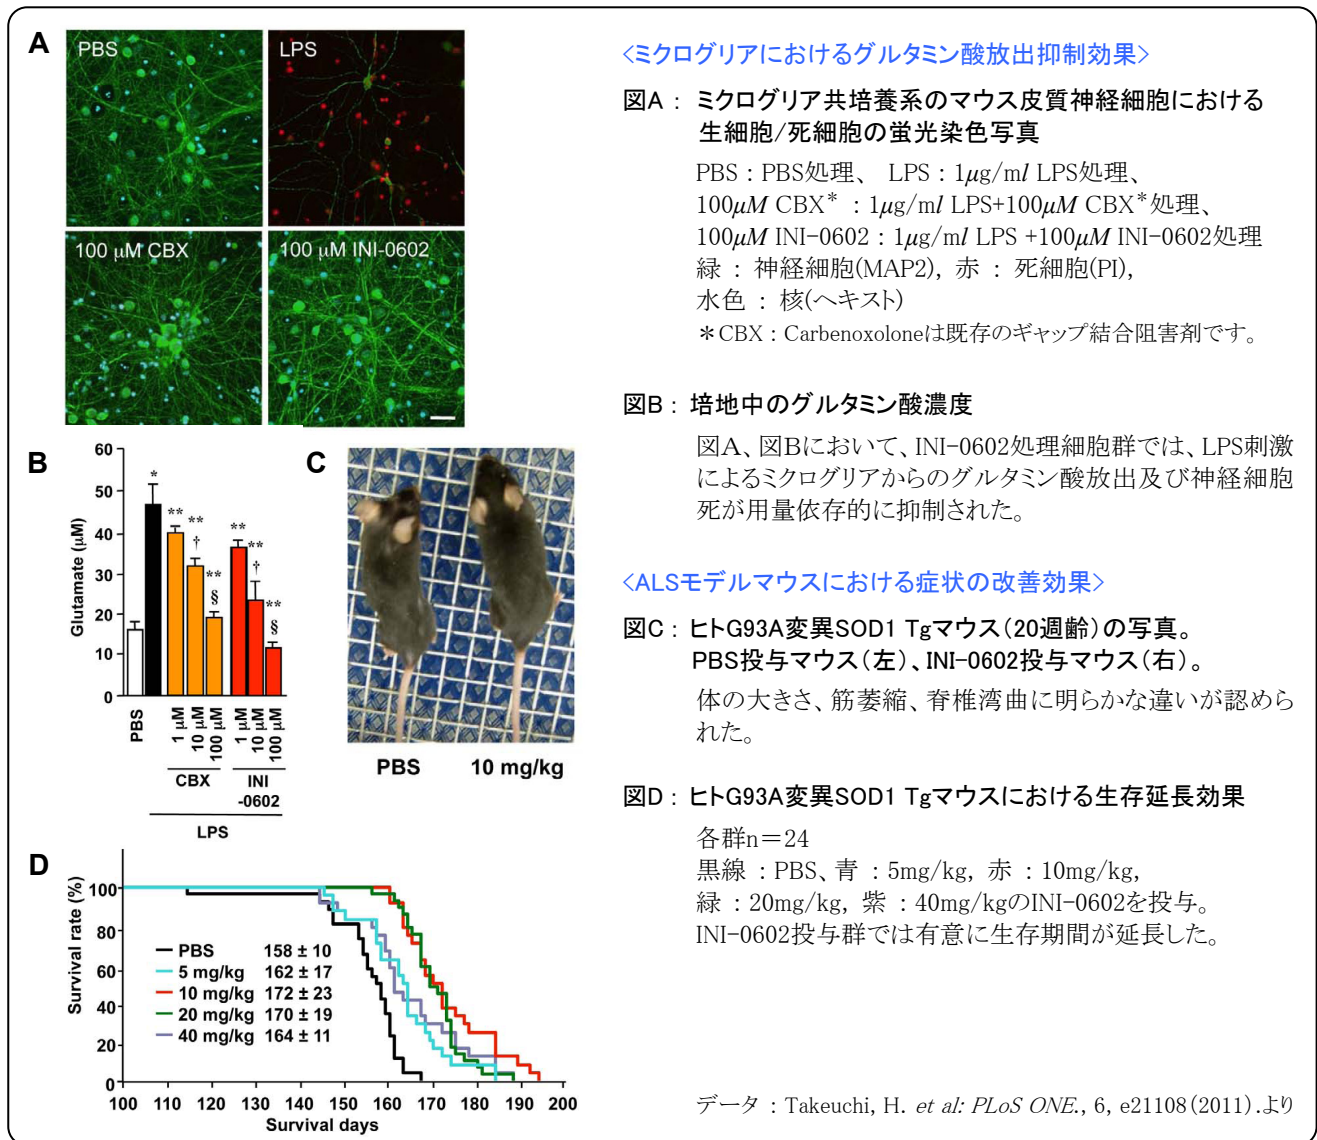 A
PBS
LPS
100 μM CBX
100 μM INI-0602
B
Glutamate (μM)
60
50
40
30
20
10
0
*
**
**
†
**
§
**
**
†
**
§
PBS
1 μM
10 μM
100 μM
1 μM
10 μM
100 μM
CBX
INI
-0602
LPS
C
PBS
10 mg/kg
D
Survival rate (%)
100
80
60
40
20
0
PBS 158 ± 10
5 mg/kg 162 ± 17
10 mg/kg 172 ± 23
20 mg/kg 170 ± 19
40 mg/kg 164 ± 11
100 110 120 130 140 150 160 170 180 190 200
Survival days
<ミクログリアにおけるグルタミン酸放出抑制効果>
図A： ミクログリア共培養系のマウス皮質神経細胞における
生細胞/死細胞の蛍光染色写真
PBS：PBS処理、 LPS：1μg/ml LPS処理、
100μM CBX*：1μg/ml LPS+100μM CBX*処理、
100μM INI-0602：1μg/ml LPS +100μM INI-0602処理
緑：神経細胞(MAP2), 赤：死細胞(PI),
水色：核(ヘキスト)
＊CBX：Carbenoxoloneは既存のギャップ結合阻害剤です。
図B： 培地中のグルタミン酸濃度
図A、図Bにおいて、INI-0602処理細胞群では、LPS刺激
によるミクログリアからのグルタミン酸放出及び神経細胞
死が用量依存的に抑制された。
<ALSモデルマウスにおける症状の改善効果>
図C： ヒトG93A変異SOD1 Tgマウス（20週齢）の写真。
PBS投与マウス（左）、INI-0602投与マウス（右）。
体の大きさ、筋萎縮、脊椎湾曲に明らかな違いが認めら
れた。
図D： ヒトG93A変異SOD1 Tgマウスにおける生存延長効果
各群n＝24
黒線：PBS、青：5mg/kg, 赤：10mg/kg,
緑：20mg/kg, 紫：40mg/kgのINI-0602を投与。
INI-0602投与群では有意に生存期間が延長した。
データ：Takeuchi, H. et al: PLoS ONE., 6, e21108(2011).より